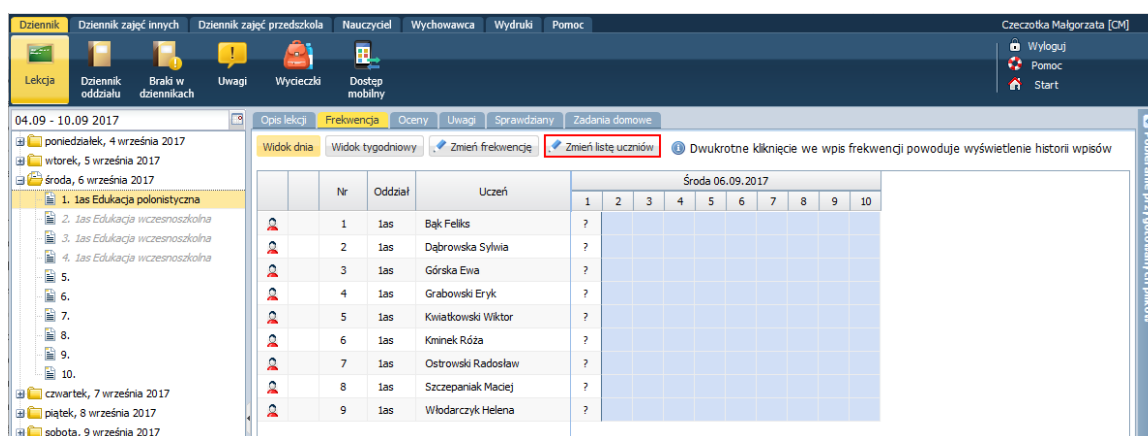 Dziennik Dziennik zajęć innych Dziennik zajęć przedszkola Nauczyciel Wychowawca Wydruki Pomoc Czeczotka Małgorzata [CM]
Lekcja Dziennik oddziału Braki w dziennikach Uwagi Wycieczki Dostęp mobilny
Wyloguj
Pomoc
Start
04.09 - 10.09 2017
poniedziałek, 4 września 2017
wtorek, 5 września 2017
środa, 6 września 2017
1. 1as Edukacja polonistyczna
2. 1as Edukacja wczesnoszkolna
3. 1as Edukacja wczesnoszkolna
4. 1as Edukacja wczesnoszkolna
5.
6.
7.
8.
9.
10.
czwartek, 7 września 2017
piątek, 8 września 2017
sobota, 9 września 2017
Opis lekcji Frekwencja Oceny Uwagi Sprawdziany Zadania domowe
Widok dnia Widok tygodniowy Zmień frekwencję Zmień listę uczniów Dwukrotne kliknięcie we wpis frekwencji powoduje wyświetlenie historii wpisów
Nr Oddział Uczeń Środa 06.09.2017
1 2 3 4 5 6 7 8 9 10
1 1as Bąk Feliks ?
2 1as Dąbrowska Sylwia ?
3 1as Górska Ewa ?
4 1as Grabowski Eryk ?
5 1as Kwiatkowski Wiktor ?
6 1as Kminek Róża ?
7 1as Ostrowski Radosław ?
8 1as Szczepaniak Maciej ?
9 1as Włodarczyk Helena ?
Pobieranie przygotowanych plików